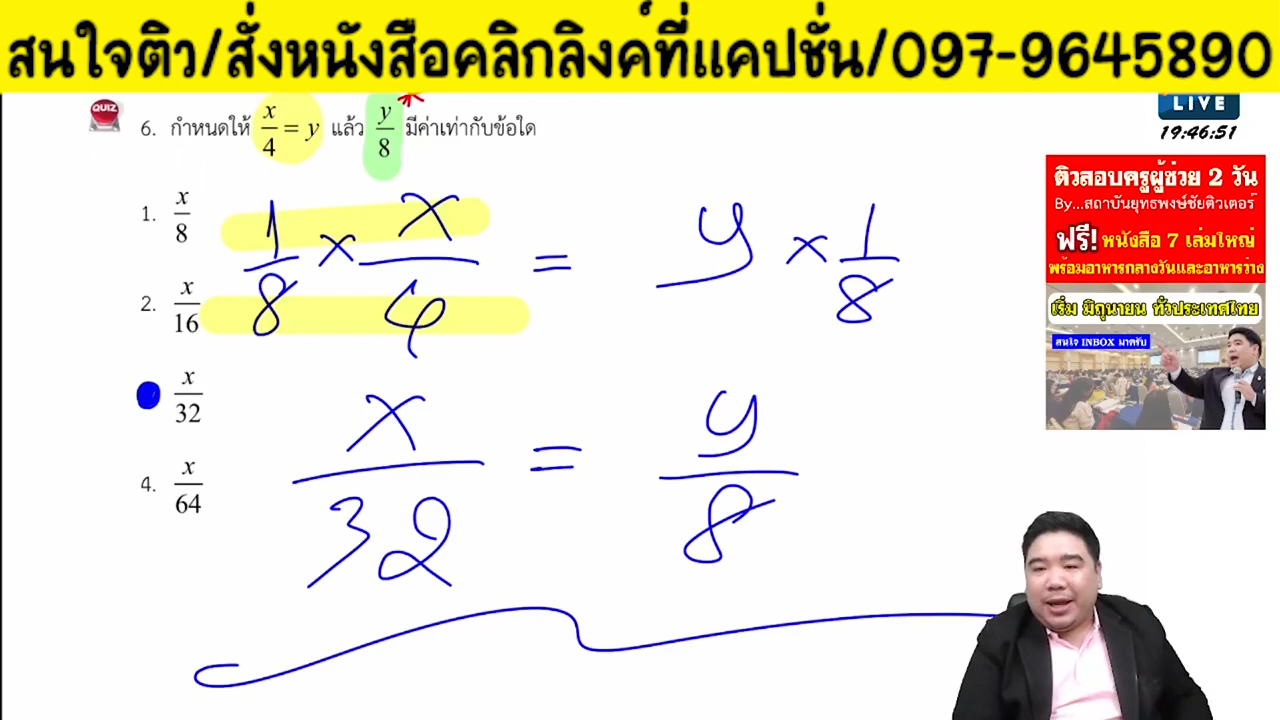 สนใจติว/สั่งหนังสือคลิกลิงค์ที่แคปชั่น/097-9645890
LIVE
19:46:51
QUIZ
6. กำหนดให้ x/4 = y แล้ว y/8 มีค่าเท่ากับข้อใด
1. x/8
2. x/16
x/32
4. x/64
1/8 × x/4 = y × 1/8
x/32 = y/8
ติวสอบครูผู้ช่วย 2 วัน
By...สถาบันยุทธพงษ์ชัยติวเตอร์
ฟรี! หนังสือ 7 เล่มใหญ่
พร้อมอาหารกลางวันและอาหารว่าง
เริ่ม มิถุนายน ทั่วประเทศไทย
สนใจ INBOX มาครับ